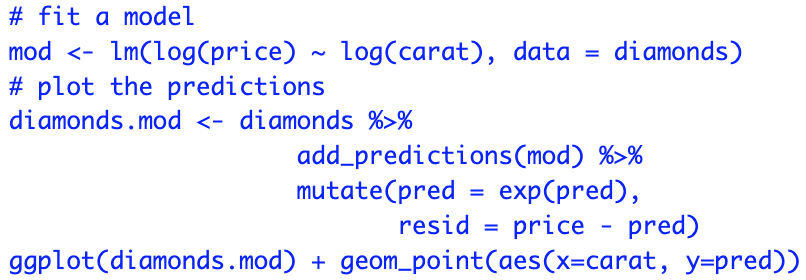 # fit a model
mod <- lm(log(price) ~ log(carat), data = diamonds)
# plot the predictions
diamonds.mod <- diamonds %>%
                    add_predictions(mod) %>%
                    mutate(pred = exp(pred),
                           resid = price - pred)
ggplot(diamonds.mod) + geom_point(aes(x=carat, y=pred))